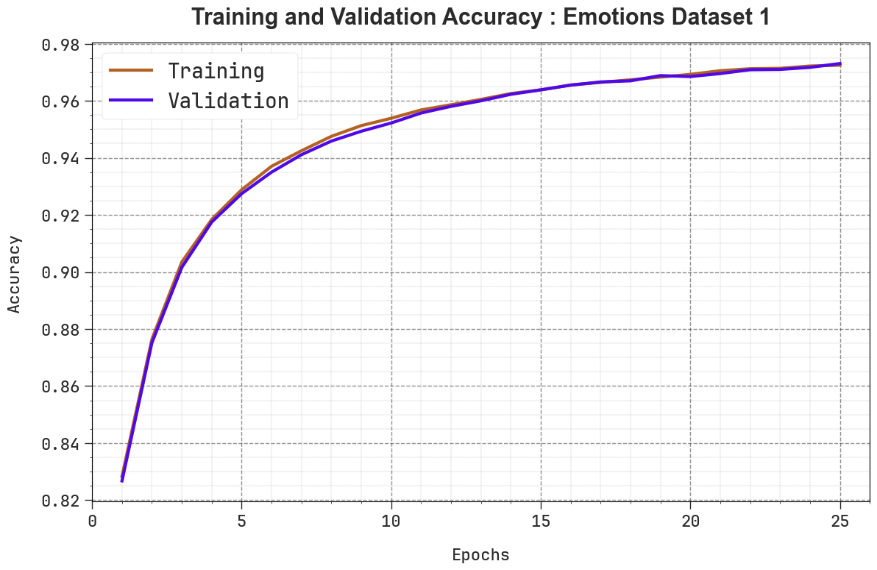 Training and Validation Accuracy : Emotions Dataset 1
0.98
Training
Validation
0.96
0.94
0.92
0.90
0.88
0.86
0.84
0.82
Accuracy
0 5 10 15 20 25
Epochs